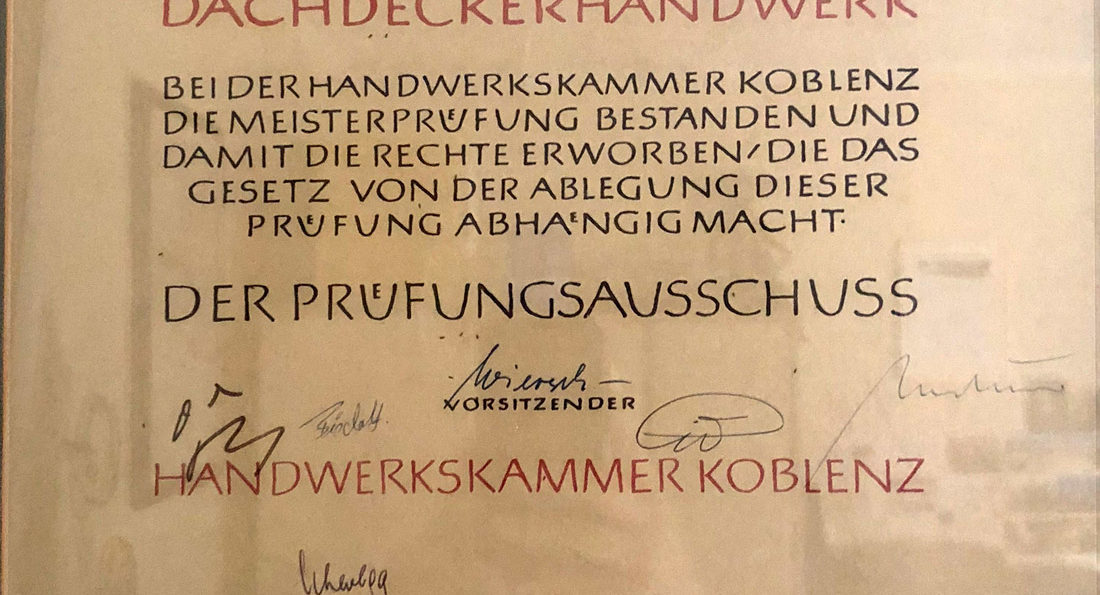 DACHDECKERHANDWERK
BEI DER HANDWERKSKAMMER KOBLENZ
DIE MEISTERPRÜFUNG BESTANDEN UND
DAMIT DIE RECHTE ERWORBEN/DIE DAS
GESETZ VON DER ABLEGUNG DIESER
PRÜFUNG ABHÄNGIG MACHT.
DER PRÜFUNGSAUSSCHUSS
VORSITZENDER
HANDWERKSKAMMER KOBLENZ